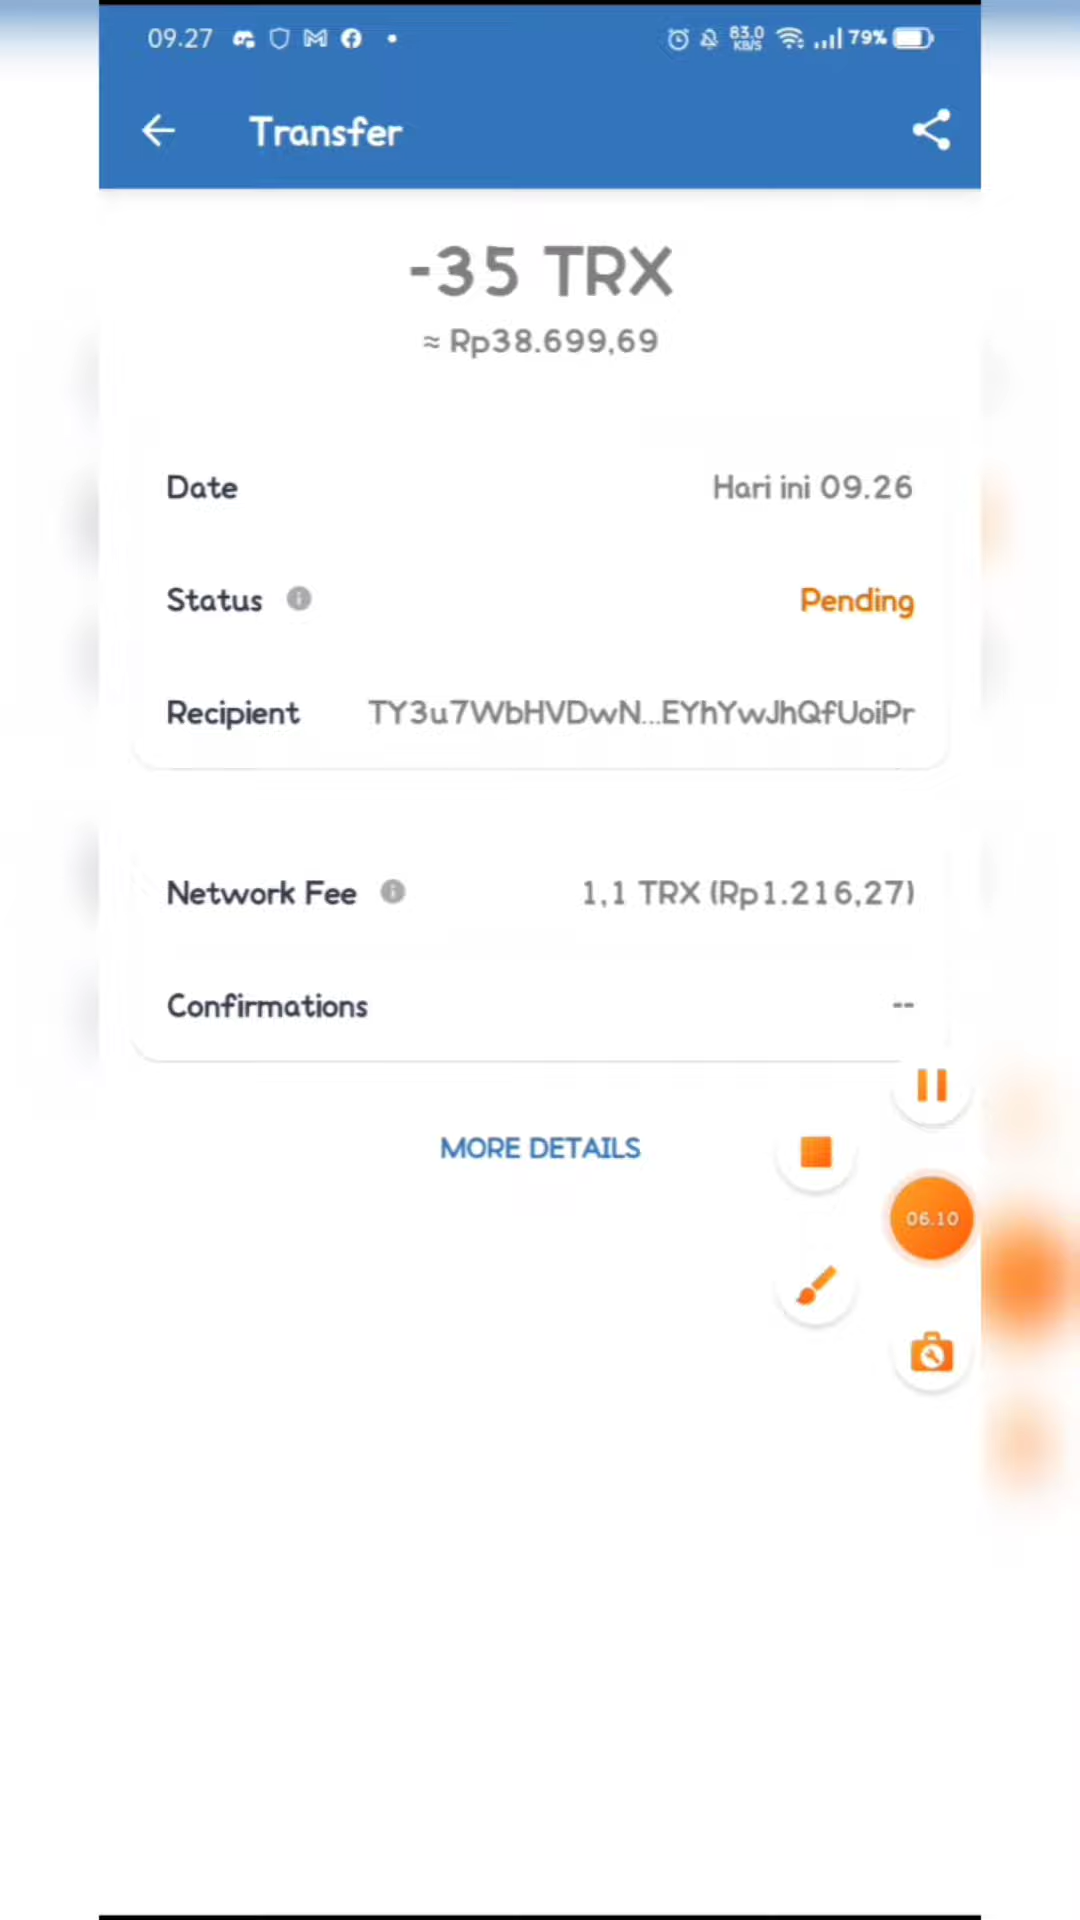 09.27 83.0 KB/S 79%
Transfer
-35 TRX
≈ Rp38.699,69
Date Hari ini 09.26
Status Pending
Recipient TY3u7WbHVDwN...EYhYwJhQfUoiPr
Network Fee 1,1 TRX (Rp1.216,27)
Confirmations --
MORE DETAILS
06.10